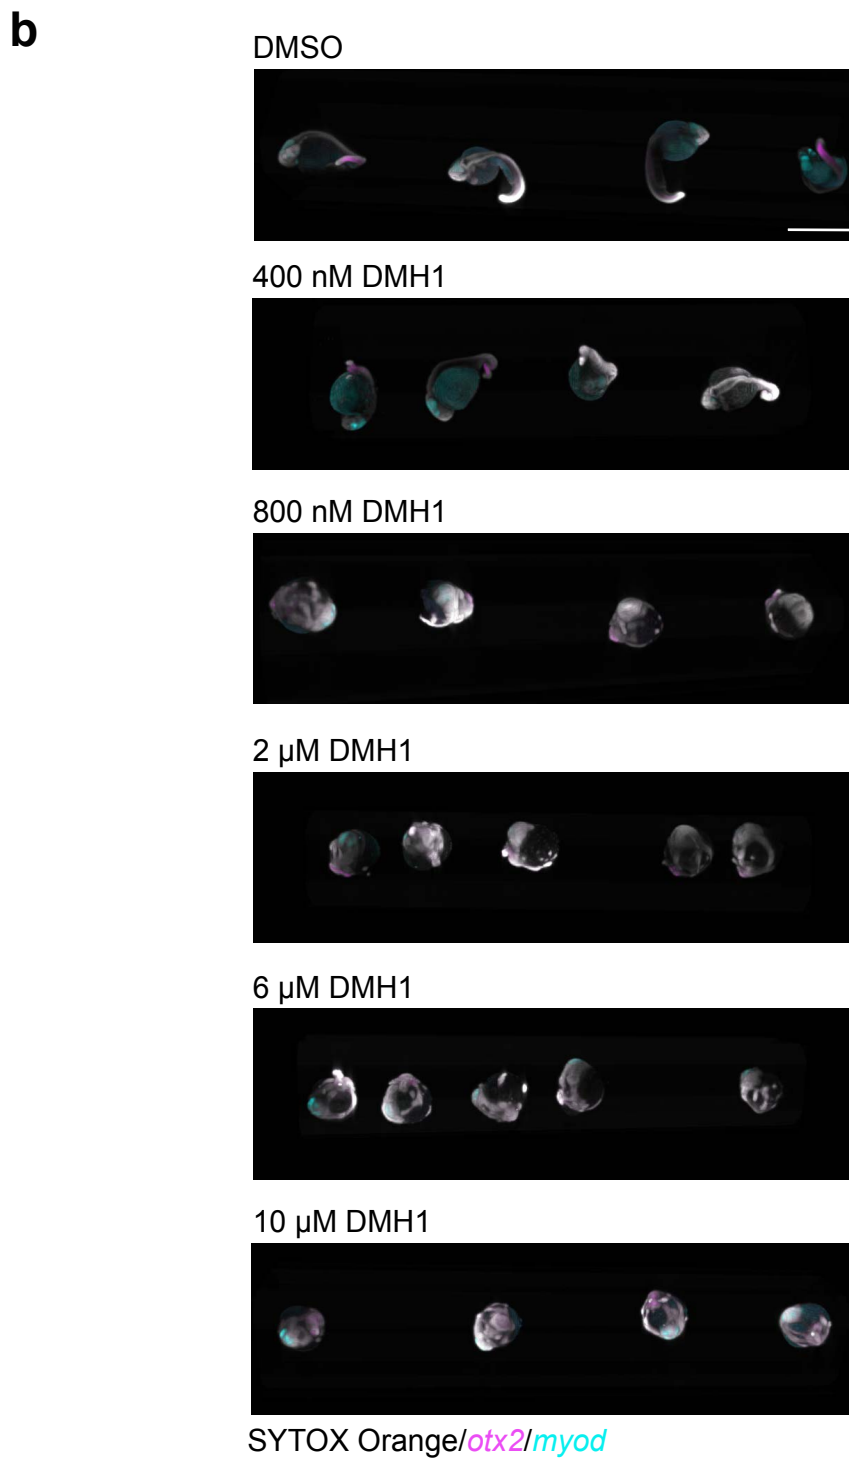 b
DMSO
400 nM DMH1
800 nM DMH1
2 µM DMH1
6 µM DMH1
10 µM DMH1
SYTOX Orange/otx2/myod